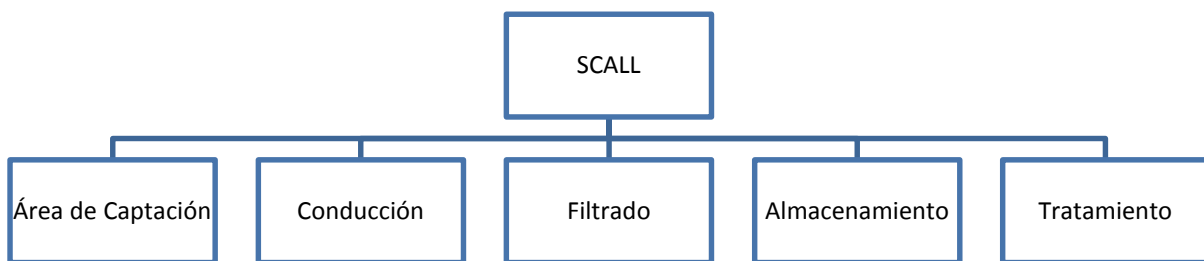 SCALL
Área de Captación
Conducción
Filtrado
Almacenamiento
Tratamiento